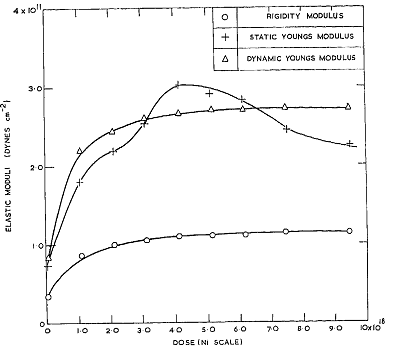 4 x 10¹¹
RIGIDITY MODULUS
STATIC YOUNGS MODULUS
DYNAMIC YOUNGS MODULUS
3·0
2·0
1·0
0
ELASTIC MODULI (DYNES cm⁻²)
0 1·0 2·0 3·0 4·0 5·0 6·0 7·0 8·0 9·0 10x10¹⁸
DOSE (NI SCALE)